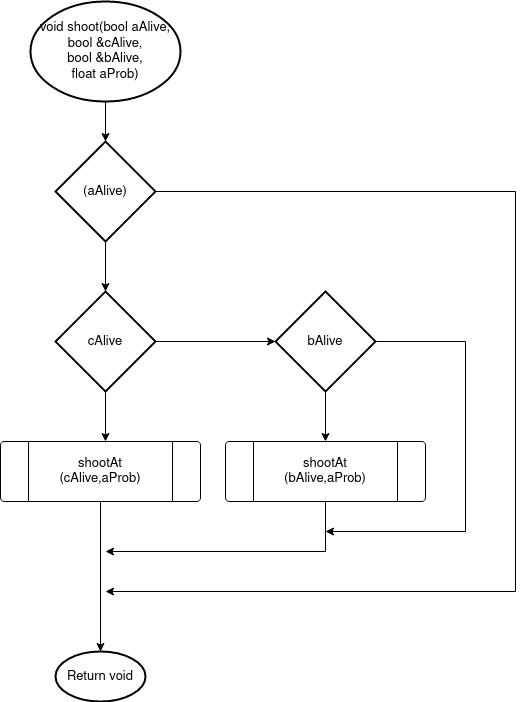 void shoot(bool aAlive,
bool &cAlive,
bool &bAlive,
float aProb)
(aAlive)
cAlive
bAlive
shootAt
(cAlive,aProb)
shootAt
(bAlive,aProb)
Return void